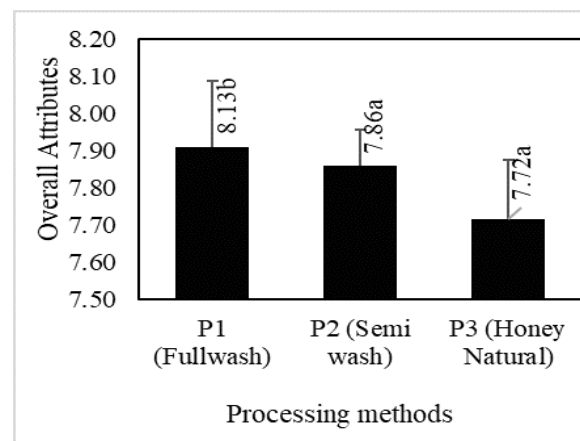 Overall Attributes
8.20
8.10
8.00
7.90
7.80
7.70
7.60
7.50
8.13b
7.86a
7.72a
P1
(Fullwash)
P2 (Semi
wash)
P3 (Honey
Natural)
Processing methods